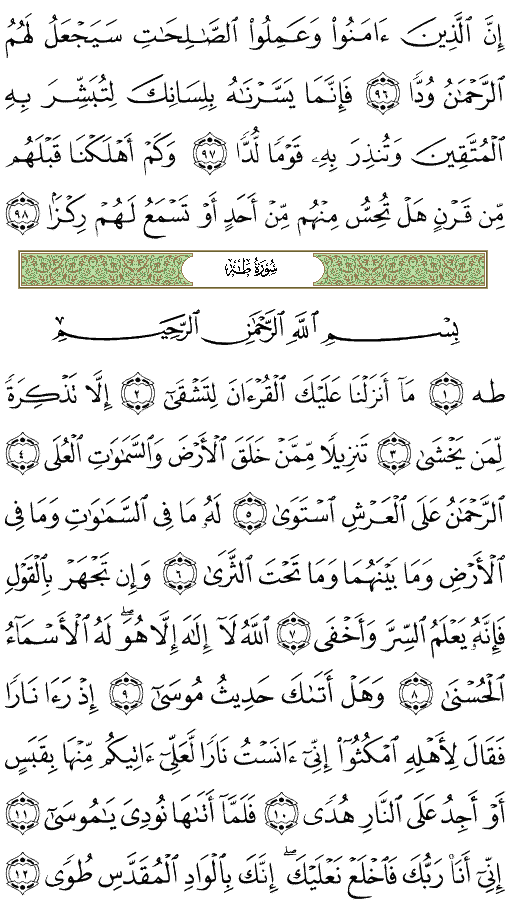 إِنَّ ٱلَّذِينَ ءَامَنُوا۟ وَعَمِلُوا۟ ٱلصَّـٰلِحَـٰتِ سَيَجْعَلُ لَهُمُ
ٱلرَّحْمَـٰنُ وُدًّا ٩٦ فَإِنَّمَا يَسَّرْنَـٰهُ بِلِسَانِكَ لِتُبَشِّرَ بِهِ
ٱلْمُتَّقِينَ وَتُنذِرَ بِهِۦ قَوْمًا لُّدًّا ٩٧ وَكَمْ أَهْلَكْنَا قَبْلَهُم
مِّن قَرْنٍ هَلْ تُحِسُّ مِنْهُم مِّنْ أَحَدٍ أَوْ تَسْمَعُ لَهُمْ رِكْزًۢا ٩٨
سُورَةُ طٰهٰ
بِسْمِ ٱللَّهِ ٱلرَّحْمَـٰنِ ٱلرَّحِيمِ
طه ١ مَآ أَنزَلْنَا عَلَيْكَ ٱلْقُرْءَانَ لِتَشْقَىٰٓ ٢ إِلَّا تَذْكِرَةً
لِّمَن يَخْشَىٰ ٣ تَنزِيلًا مِّمَّنْ خَلَقَ ٱلْأَرْضَ وَٱلسَّمَـٰوَٰتِ ٱلْعُلَى ٤
ٱلرَّحْمَـٰنُ عَلَى ٱلْعَرْشِ ٱسْتَوَىٰ ٥ لَهُۥ مَا فِى ٱلسَّمَـٰوَٰتِ وَمَا فِى
ٱلْأَرْضِ وَمَا بَيْنَهُمَا وَمَا تَحْتَ ٱلثَّرَىٰ ٦ وَإِن تَجْهَرْ بِٱلْقَوْلِ
فَإِنَّهُۥ يَعْلَمُ ٱلسِّرَّ وَأَخْفَى ٧ ٱللَّهُ لَآ إِلَـٰهَ إِلَّا هُوَ ۖ لَهُ ٱلْأَسْمَآءُ
ٱلْحُسْنَىٰ ٨ وَهَلْ أَتَىٰكَ حَدِيثُ مُوسَىٰٓ ٩ إِذْ رَءَا نَارًا
فَقَالَ لِأَهْلِهِ ٱمْكُثُوٓا۟ إِنِّىٓ ءَانَسْتُ نَارًا لَّعَلِّىٓ ءَاتِيكُم مِّنْهَا بِقَبَسٍ
أَوْ أَجِدُ عَلَى ٱلنَّارِ هُدًى ١٠ فَلَمَّآ أَتَىٰهَا نُودِىَ يَـٰمُوسَىٰٓ ١١
إِنِّىٓ أَنَا۠ رَبُّكَ فَٱخْلَعْ نَعْلَيْكَ ۖ إِنَّكَ بِٱلْوَادِ ٱلْمُقَدَّسِ طُوًى ١٢